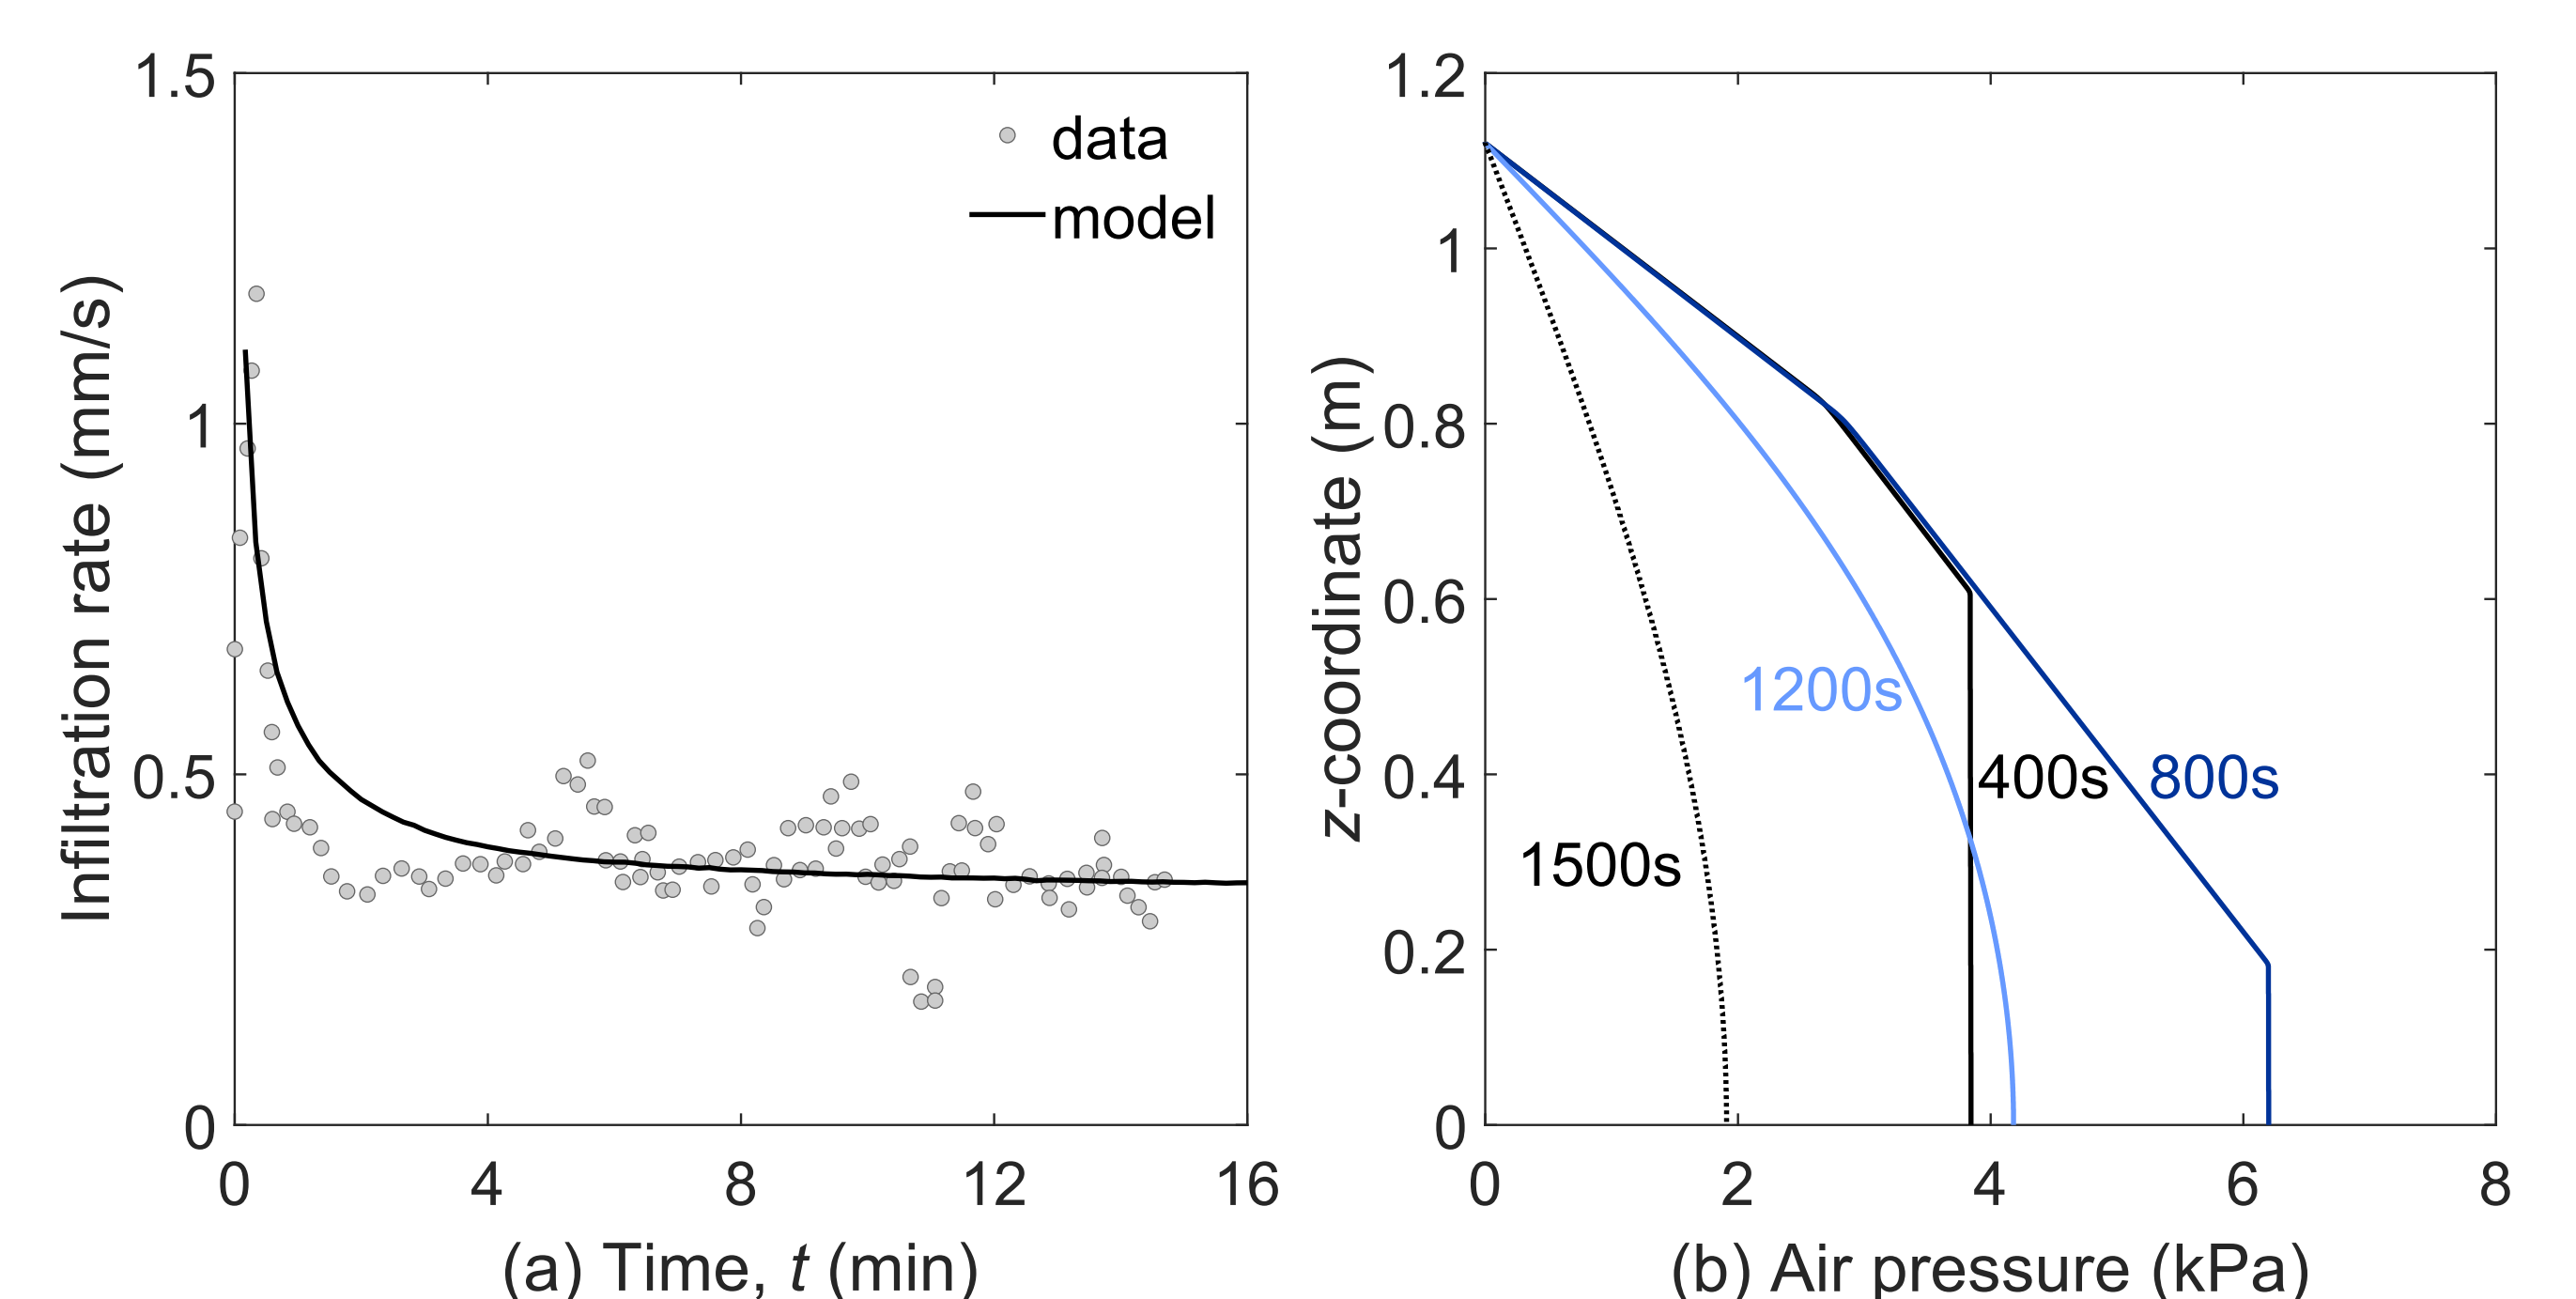 1.5
1
0.5
0
0
4
8
12
16
Infiltration rate (mm/s)
data
model
(a) Time, t (min)
1.2
1
0.8
0.6
0.4
0.2
0
0
2
4
6
8
z-coordinate (m)
1200s
400s
800s
1500s
(b) Air pressure (kPa)